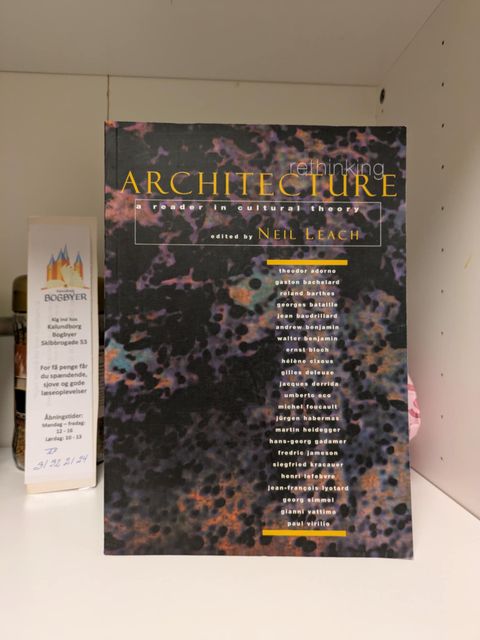 rethinking
ARCHITECTURE
a reader in cultural theory
edited by NEIL LEACH
theodor adorno
gaston bachelard
roland barthes
georges bataille
jean baudrillard
andrew benjamin
walter benjamin
ernst bloch
hélène cixous
gilles deleuze
jacques derrida
umberto eco
michel foucault
jürgen habermas
martin heidegger
hans-georg gadamer
fredric jameson
siegfried kracauer
henri lefebvre
jean-françois lyotard
georg simmel
gianni vattimo
paul virilio
BOGBYER
Kig ind hos
Kalundborg
Bogbyer
Skibbrogade 53
For få penge får
du spændende,
sjove og gode
læseoplevelser
Åbningstider:
Mandag – fredag:
12 - 16
Lørdag: 10 - 13